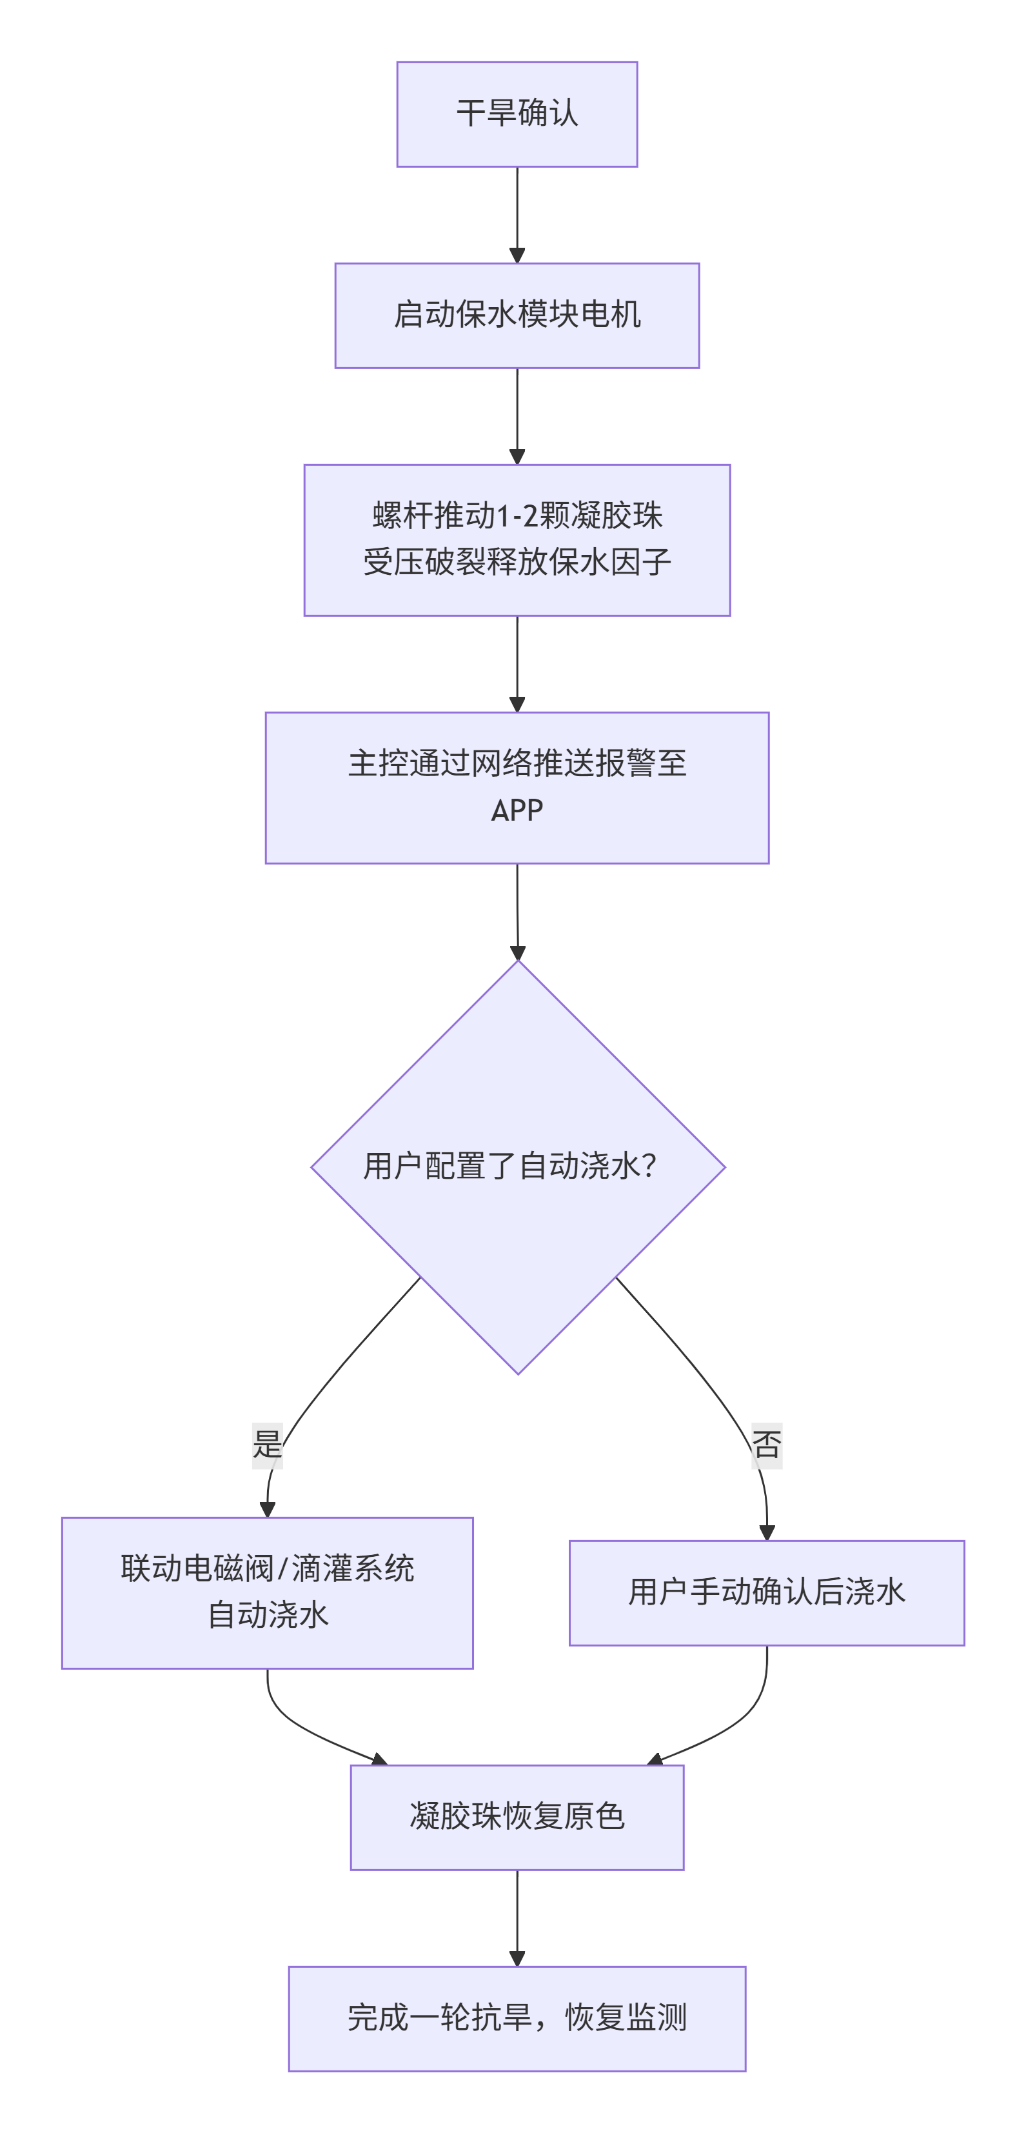 干旱确认
启动保水模块电机
螺杆推动1-2颗凝胶珠
受压破裂释放保水因子
主控通过网络推送报警至
APP
用户配置了自动浇水？
是
否
联动电磁阀/滴灌系统
自动浇水
用户手动确认后浇水
凝胶珠恢复原色
完成一轮抗旱，恢复监测